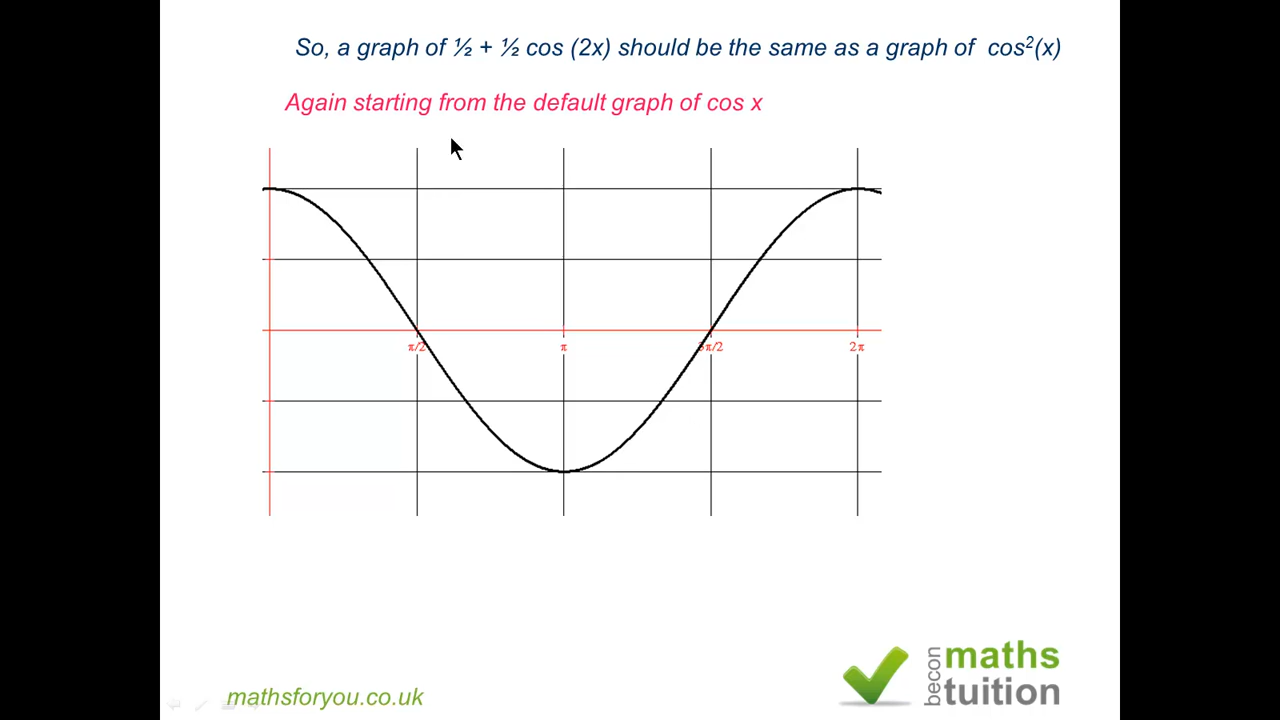 So, a graph of ½ + ½ cos (2x) should be the same as a graph of cos²(x)
Again starting from the default graph of cos x
π/2 π 3π/2 2π
mathsforyou.co.uk
becon
maths
tuition